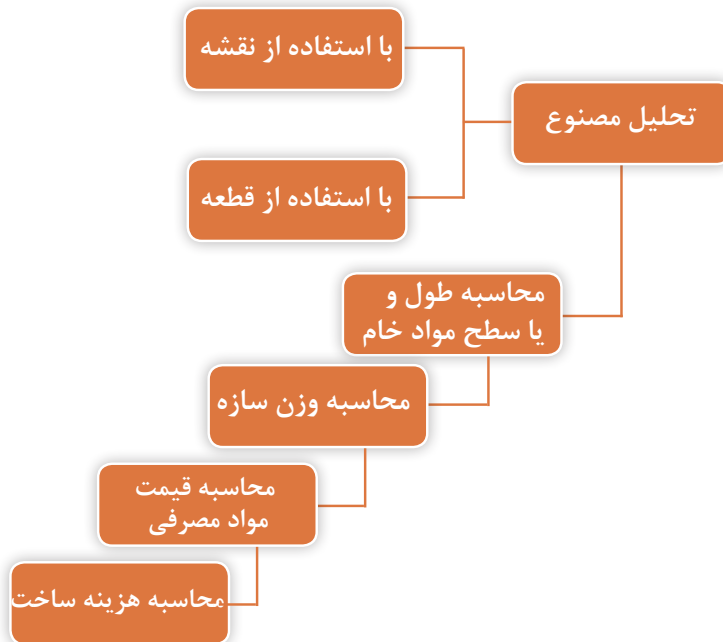 با استفاده از نقشه
تحلیل مصنوع
با استفاده از قطعه
محاسبه طول و
یا سطح مواد خام
محاسبه وزن سازه
محاسبه قیمت
مواد مصرفی
محاسبه هزینه ساخت